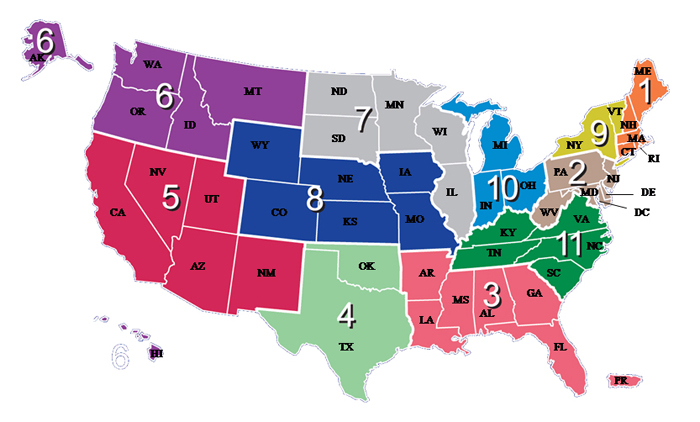 6
AK
WA
MT
ND
MN
ME
1
VT
6
OR
ID
7
WI
NH
9
MA
NY
CT
RI
SD
MI
WY
NV
NE
IA
PA
2
NJ
OH
10
5
UT
8
IL
IN
MD
DE
CA
CO
KS
MO
WV
DC
VA
KY
11
NC
TN
AZ
NM
OK
AR
SC
MS
3
GA
4
LA
AL
TX
FL
6
HI
PR